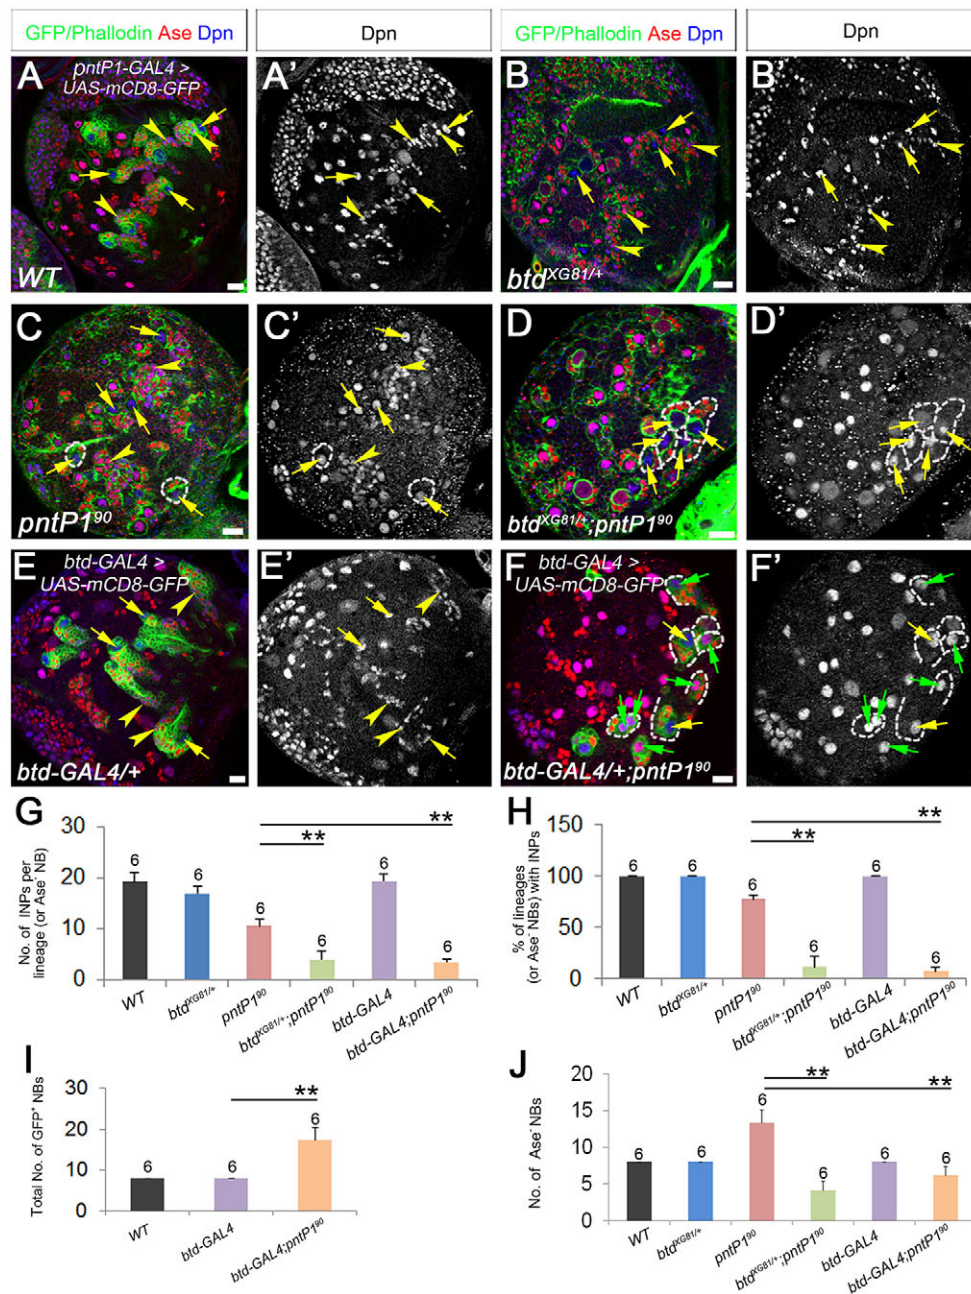 GFP/Phallodin Ase Dpn
Dpn
GFP/Phallodin Ase Dpn
Dpn
A
pntP1-GAL4 >
UAS-mCD8-GFP
WT
A'
B
btdXG81/+
B'
C
pntP190
C'
D
btdXG81/+;pntP190
D'
E
btd-GAL4 >
UAS-mCD8-GFP
btd-GAL4/+
E'
F
btd-GAL4 >
UAS-mCD8-GFP
btd-GAL4/+;pntP190
F'
G
No. of INPs per
lineage (or Ase- NB)
30
20
10
0
6
6
6
6
6
6
**
**
WT
btdXG81/+
pntP190
btdXG81/+;pntP190
btd-GAL4
btd-GAL4;pntP190
H
% of lineages
(or Ase- NBs) with INPs
150
100
50
0
6
6
6
6
6
6
**
**
WT
btdXG81/+
pntP190
btdXG81/+;pntP190
btd-GAL4
btd-GAL4;pntP190
I
Total No. of GFP+ NBs
30
20
10
0
6
6
6
**
WT
btd-GAL4
btd-GAL4;pntP190
J
No. of Ase- NBs
20
15
10
5
0
6
6
6
6
6
6
**
**
WT
btdXG81/+
pntP190
btdXG81/+;pntP190
btd-GAL4
btd-GAL4;pntP190